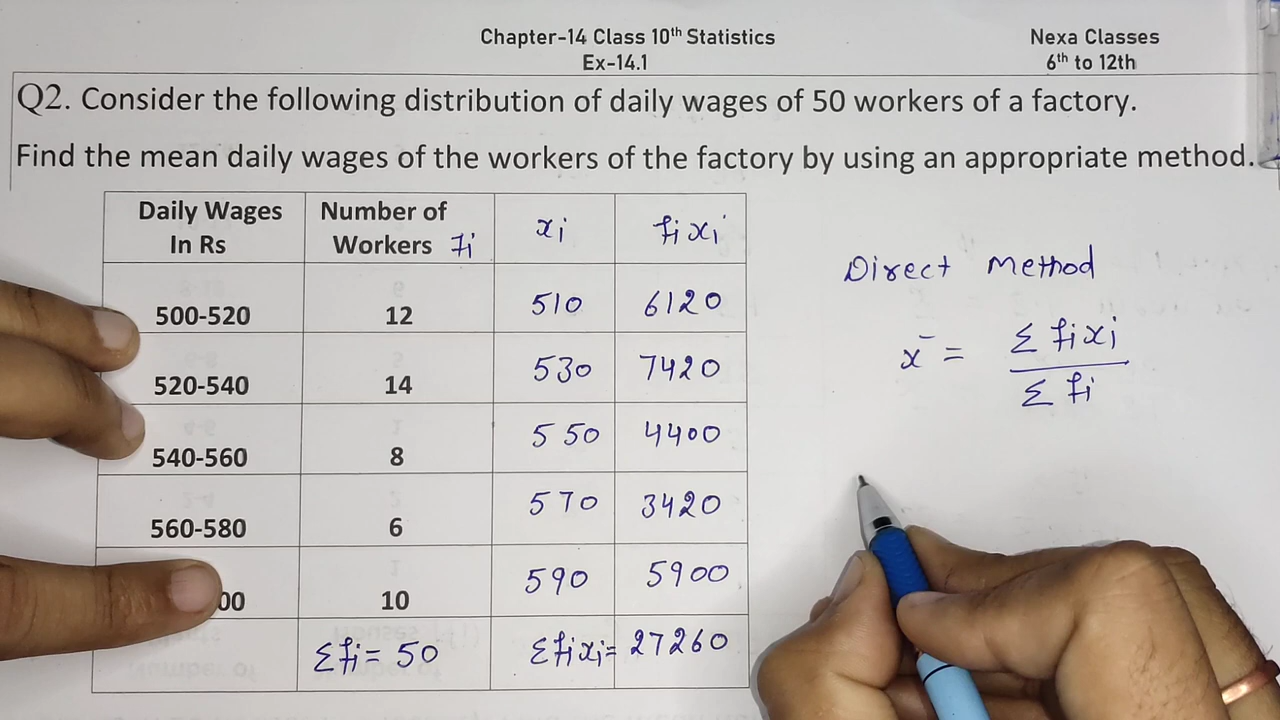 Chapter-14 Class 10th Statistics
Nexa Classes
Ex-14.1
6th to 12th
Q2. Consider the following distribution of daily wages of 50 workers of a factory.
Find the mean daily wages of the workers of the factory by using an appropriate method.
Daily Wages In Rs | Number of Workers fi | xi | fixi
500-520 | 12 | 510 | 6120
520-540 | 14 | 530 | 7420
540-560 | 8 | 550 | 4400
560-580 | 6 | 570 | 3420
00 | 10 | 590 | 5900
Σfi = 50 | Σfixi = 27260
Direct Method
x̄ = Σfixi / Σfi